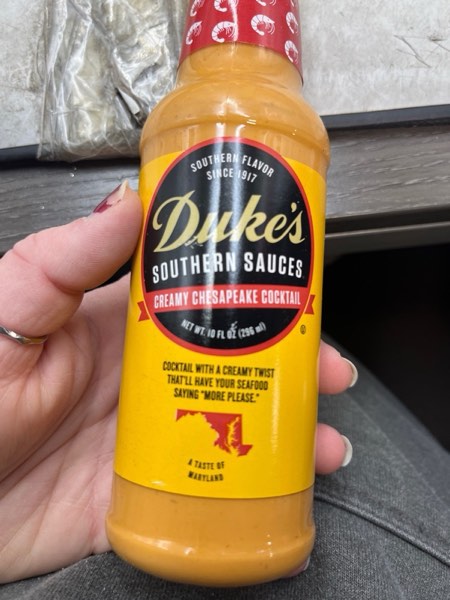 SOUTHERN FLAVOR
SINCE 1917
Duke's
SOUTHERN SAUCES
CREAMY CHESAPEAKE COCKTAIL
NET WT. 10 FL OZ (296 ml)
COCKTAIL WITH A CREAMY TWIST
THAT'LL HAVE YOUR SEAFOOD
SAYING "MORE PLEASE."
A TASTE OF
MARYLAND